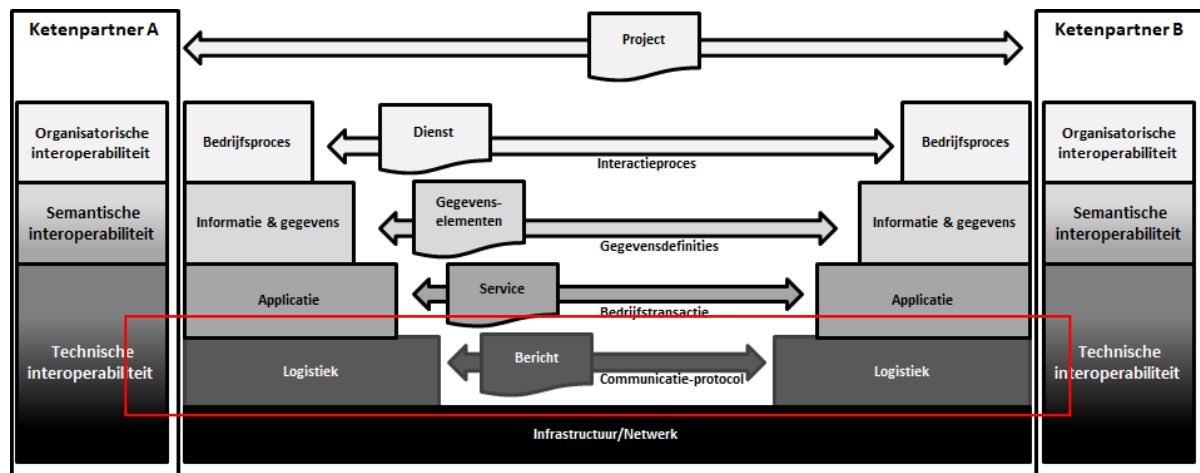 Ketenpartner A
Project
Ketenpartner B
Organisatorische
interoperabiliteit
Bedrijfsproces
Dienst
Interactieproces
Bedrijfsproces
Organisatorische
interoperabiliteit
Semantische
interoperabiliteit
Informatie & gegevens
Gegevens-
elementen
Gegevensdefinities
Informatie & gegevens
Semantische
interoperabiliteit
Applicatie
Service
Bedrijfstransactie
Applicatie
Technische
interoperabiliteit
Logistiek
Bericht
Communicatie-protocol
Logistiek
Technische
interoperabiliteit
Infrastructuur/Netwerk